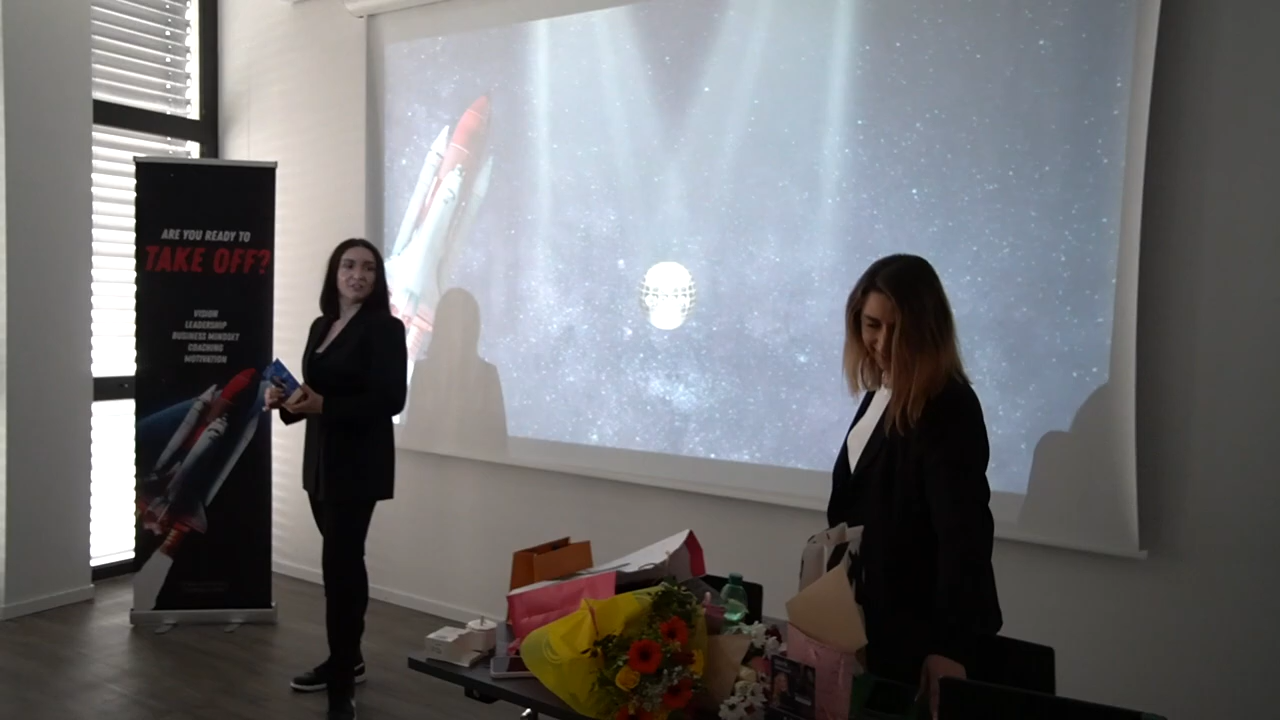 ARE YOU READY TO
TAKE OFF?
VISION
LEADERSHIP
BUSINESS MINDSET
COACHING
MOTIVATION